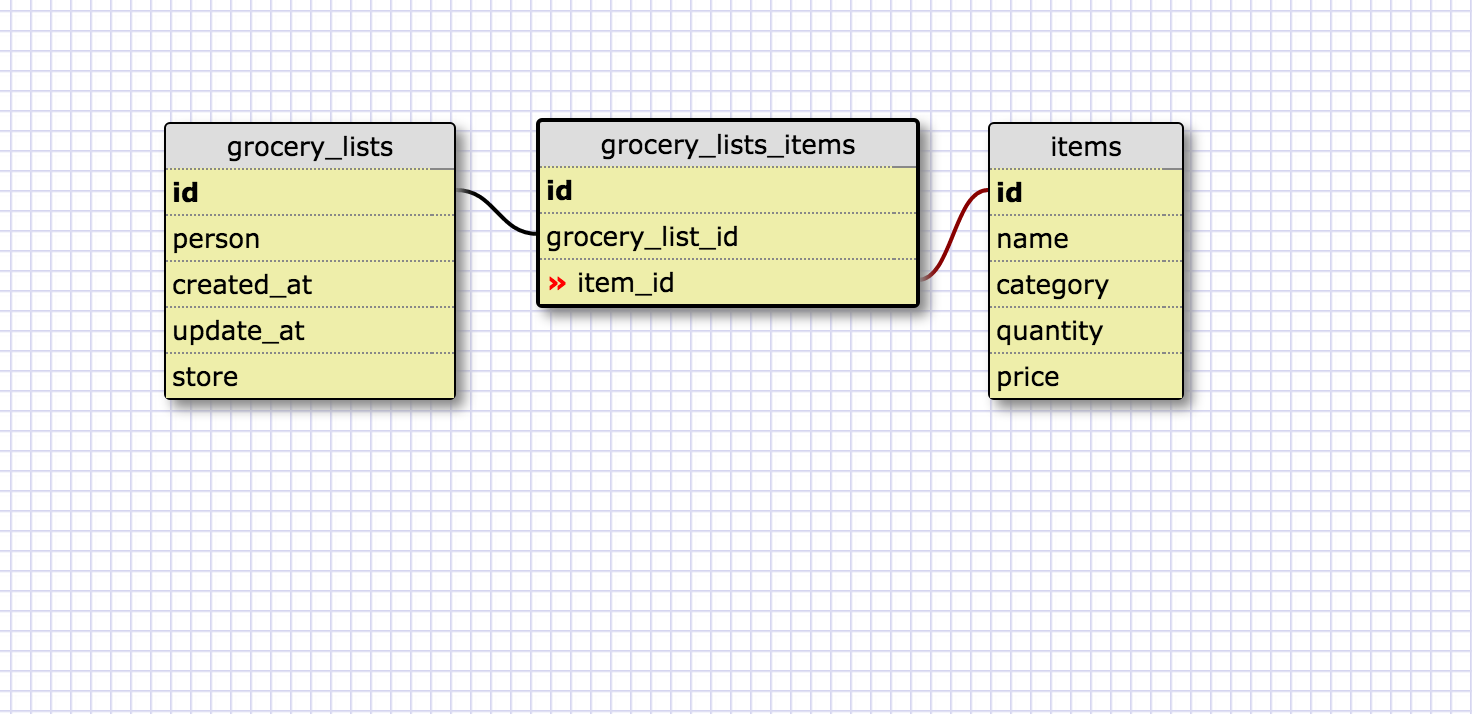 grocery_lists
id
person
created_at
update_at
store
grocery_lists_items
id
grocery_list_id
» item_id
items
id
name
category
quantity
price